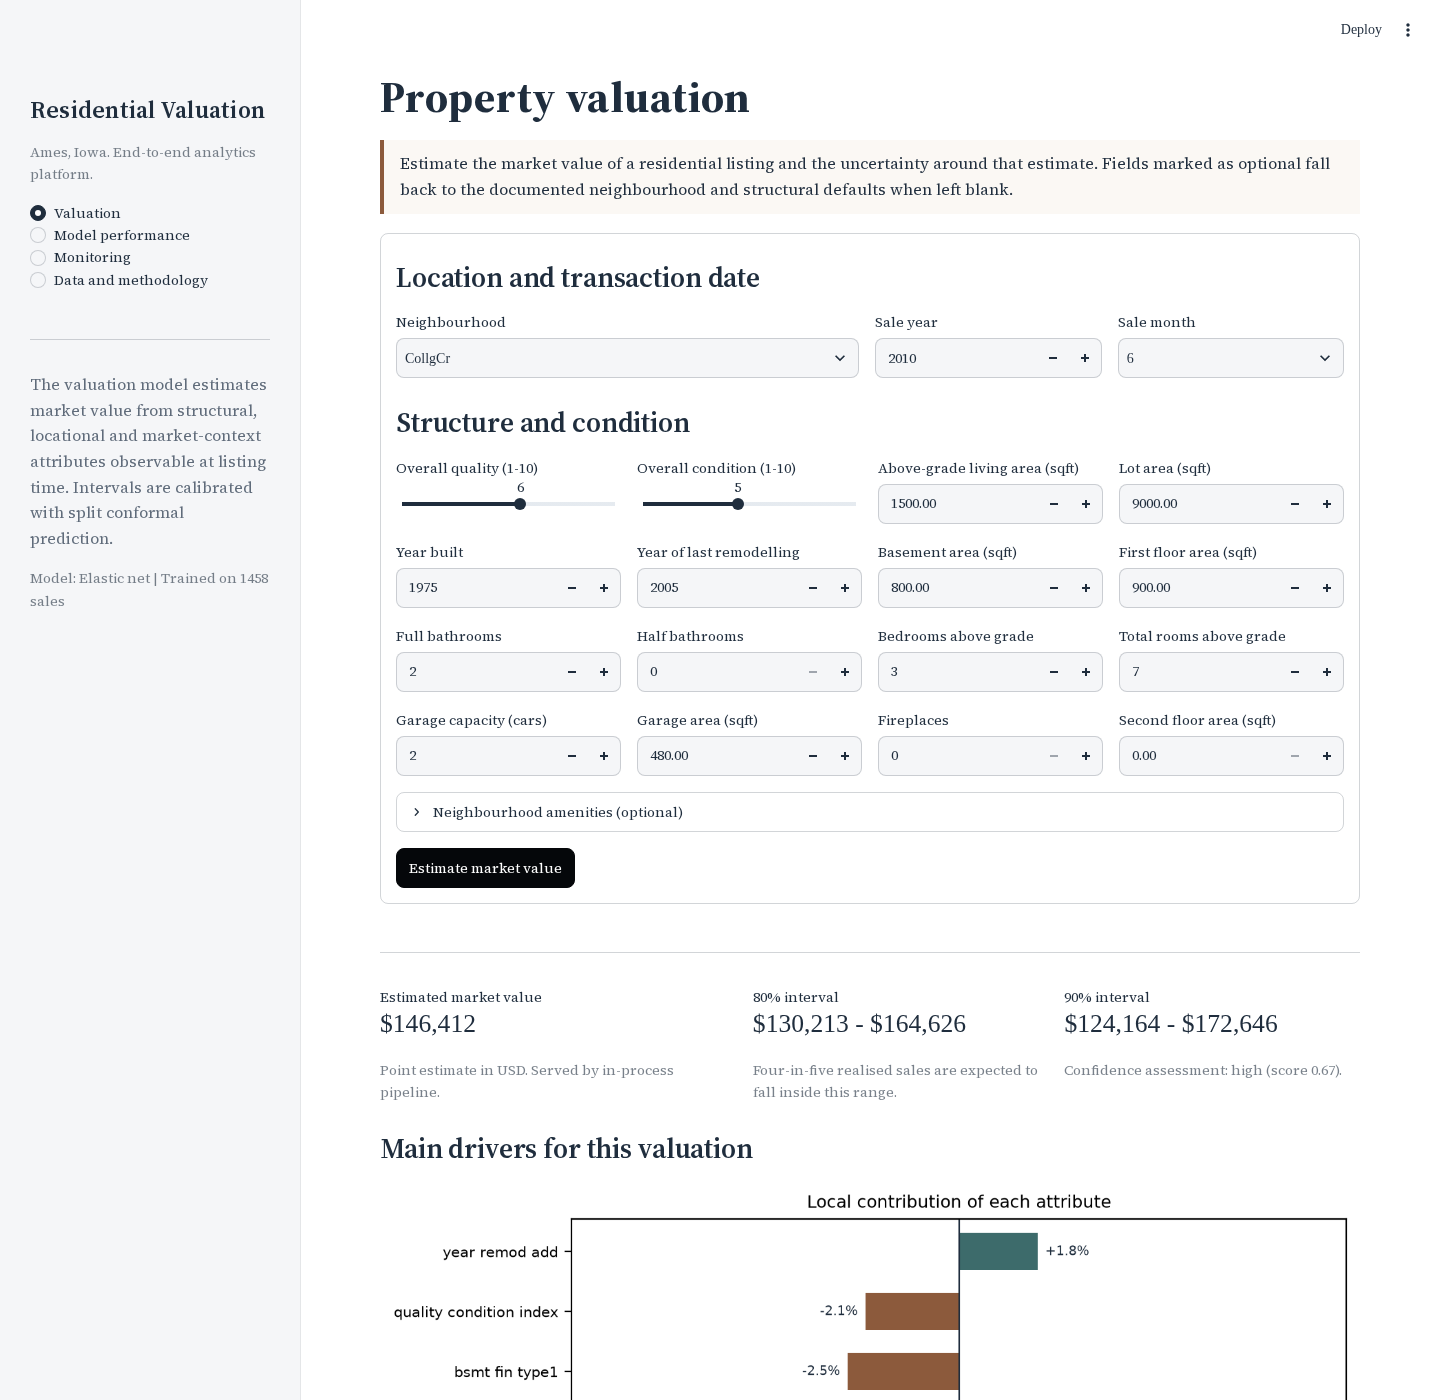 Deploy
Residential Valuation
Ames, Iowa. End-to-end analytics
platform.
Valuation
Model performance
Monitoring
Data and methodology
The valuation model estimates
market value from structural,
locational and market-context
attributes observable at listing
time. Intervals are calibrated
with split conformal
prediction.
Model: Elastic net | Trained on 1458
sales
Property valuation
Estimate the market value of a residential listing and the uncertainty around that estimate. Fields marked as optional fall
back to the documented neighbourhood and structural defaults when left blank.
Location and transaction date
Neighbourhood Sale year Sale month
CollgCr 2010 6
Structure and condition
Overall quality (1-10) Overall condition (1-10) Above-grade living area (sqft) Lot area (sqft)
6 5 1500.00 9000.00
Year built Year of last remodelling Basement area (sqft) First floor area (sqft)
1975 2005 800.00 900.00
Full bathrooms Half bathrooms Bedrooms above grade Total rooms above grade
2 0 3 7
Garage capacity (cars) Garage area (sqft) Fireplaces Second floor area (sqft)
2 480.00 0 0.00
Neighbourhood amenities (optional)
Estimate market value
Estimated market value 80% interval 90% interval
$146,412 $130,213 - $164,626 $124,164 - $172,646
Point estimate in USD. Served by in-process Four-in-five realised sales are expected to Confidence assessment: high (score 0.67).
pipeline. fall inside this range.
Main drivers for this valuation
Local contribution of each attribute
year remod add +1.8%
quality condition index -2.1%
bsmt fin type1 -2.5%